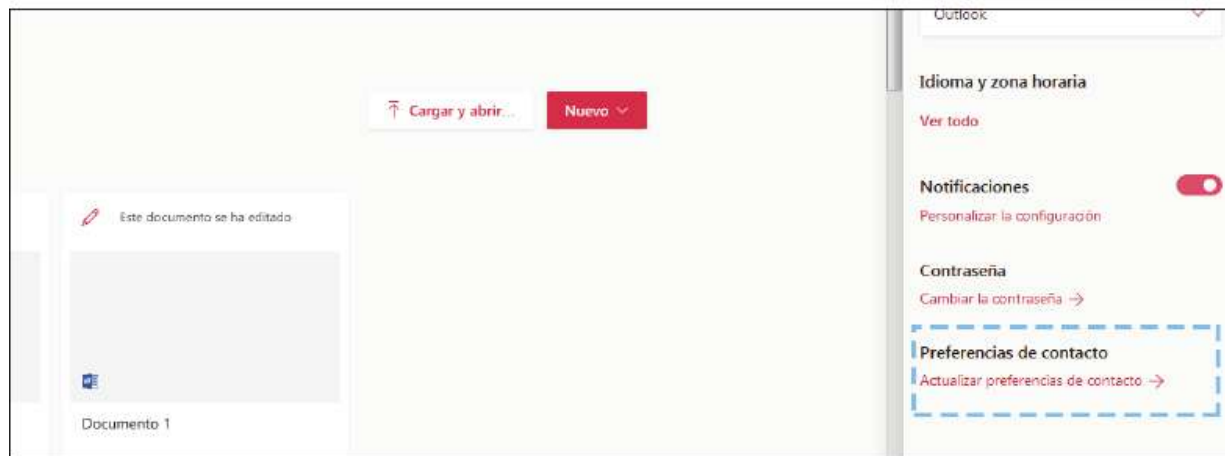 Outlook
Idioma y zona horaria
Cargar y abrir...
Nuevo
Ver todo
Notificaciones
Este documento se ha editado
Personalizar la configuración
Contraseña
Cambiar la contraseña →
Preferencias de contacto
Actualizar preferencias de contacto →
Documento 1